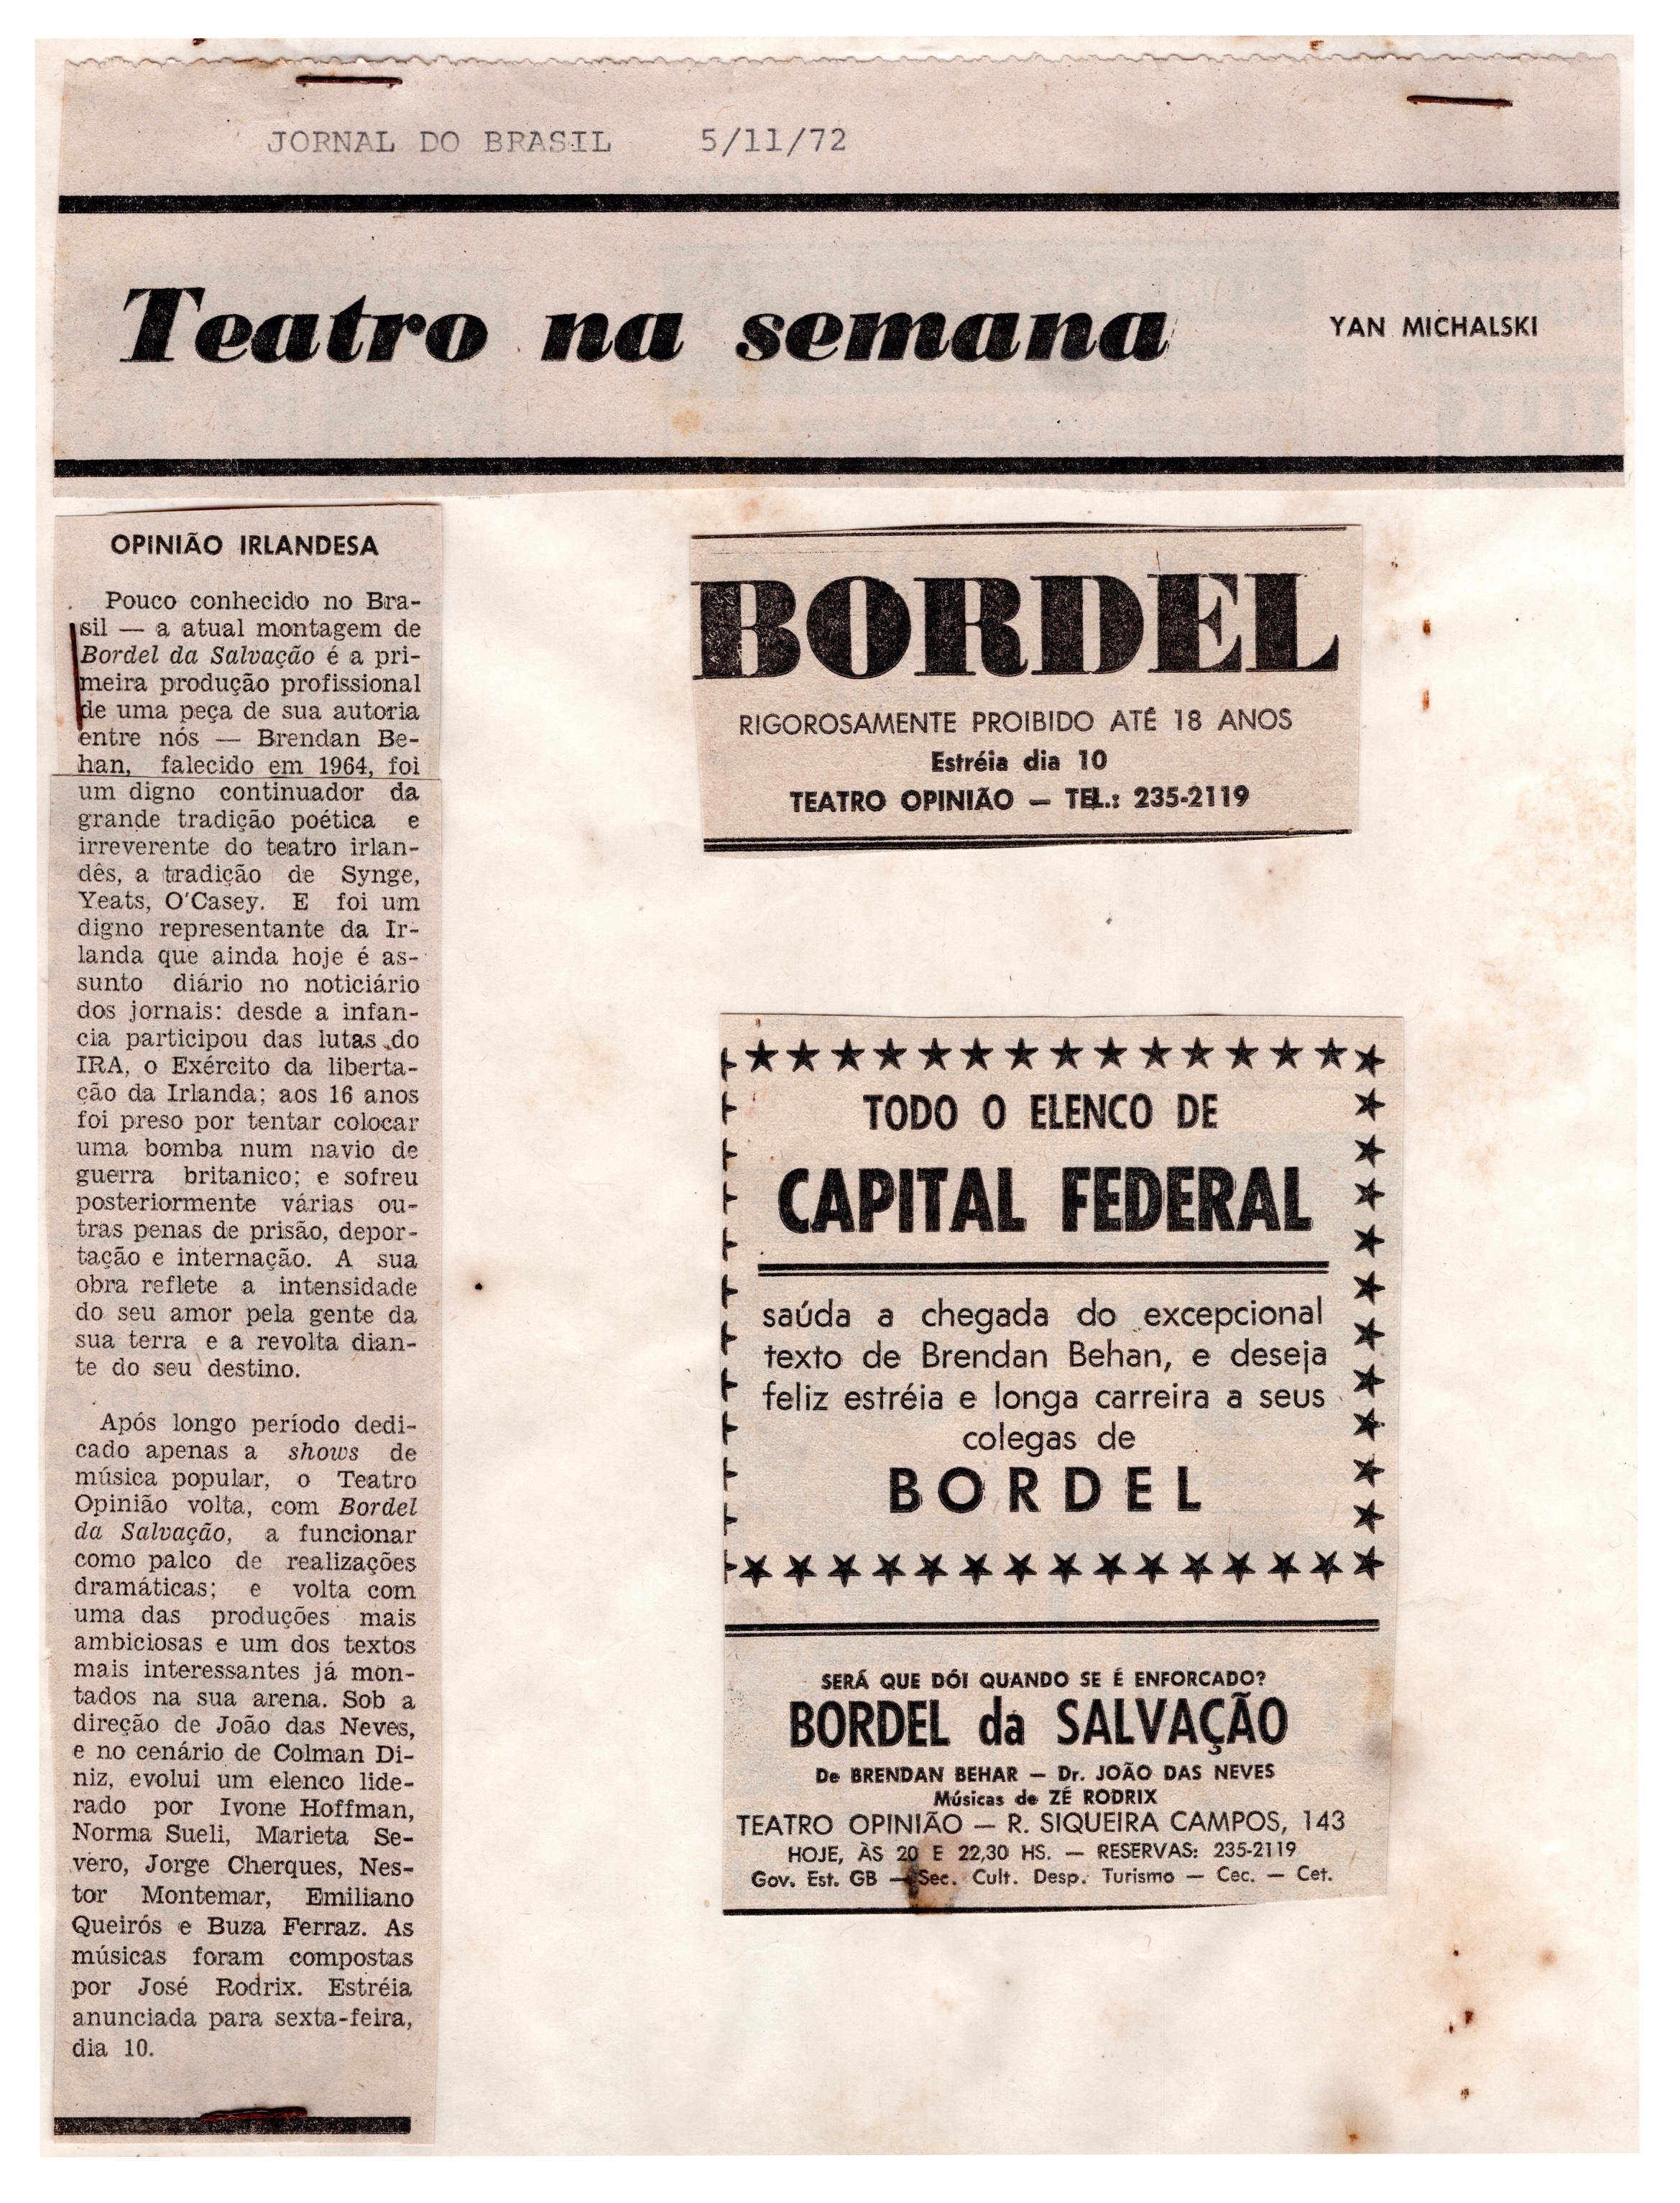 JORNAL DO BRASIL 5/11/72
Teatro na semana
YAN MICHALSKI
OPINIÃO IRLANDESA
Pouco conhecido no Bra-
sil — a atual montagem de
Bordel da Salvação é a pri-
meira produção profissional
de uma peça de sua autoria
entre nós — Brendan Be-
han, falecido em 1964, foi
um digno continuador da
grande tradição poética e
irreverente do teatro irlan-
dês, a tradição de Synge,
Yeats, O'Casey. E foi um
digno representante da Ir-
landa que ainda hoje é as-
sunto diário no noticiário
dos jornais: desde a infan-
cia participou das lutas do
IRA, o Exército da liberta-
ção da Irlanda; aos 16 anos
foi preso por tentar colocar
uma bomba num navio de
guerra britanico; e sofreu
posteriormente várias ou-
tras penas de prisão, depor-
tação e internação. A sua
obra reflete a intensidade
do seu amor pela gente da
sua terra e a revolta dian-
te do seu destino.
Após longo período dedi-
cado apenas a shows de
música popular, o Teatro
Opinião volta, com Bordel
da Salvação, a funcionar
como palco de realizações
dramáticas; e volta com
uma das produções mais
ambiciosas e um dos textos
mais interessantes já mon-
tados na sua arena. Sob a
direção de João das Neves,
e no cenário de Colman Di-
niz, evolui um elenco lide-
rado por Ivone Hoffman,
Norma Sueli, Marieta Se-
vero, Jorge Cherques, Nes-
tor Montemar, Emiliano
Queirós e Buza Ferraz. As
músicas foram compostas
por José Rodrix. Estréia
anunciada para sexta-feira,
dia 10.
BORDEL
RIGOROSAMENTE PROIBIDO ATÉ 18 ANOS
Estréia dia 10
TEATRO OPINIÃO — TEL.: 235-2119
TODO O ELENCO DE
CAPITAL FEDERAL
saúda a chegada do excepcional
texto de Brendan Behan, e deseja
feliz estréia e longa carreira a seus
colegas de
BORDEL
SERÁ QUE DÓI QUANDO SE É ENFORCADO?
BORDEL da SALVAÇÃO
De BRENDAN BEHAR — Dr. JOÃO DAS NEVES
Músicas de ZÉ RODRIX
TEATRO OPINIÃO — R. SIQUEIRA CAMPOS, 143
HOJE, ÀS 20 E 22,30 HS. — RESERVAS: 235-2119
Gov. Est. GB — Sec. Cult. Desp. Turismo — Cec. — Cet.